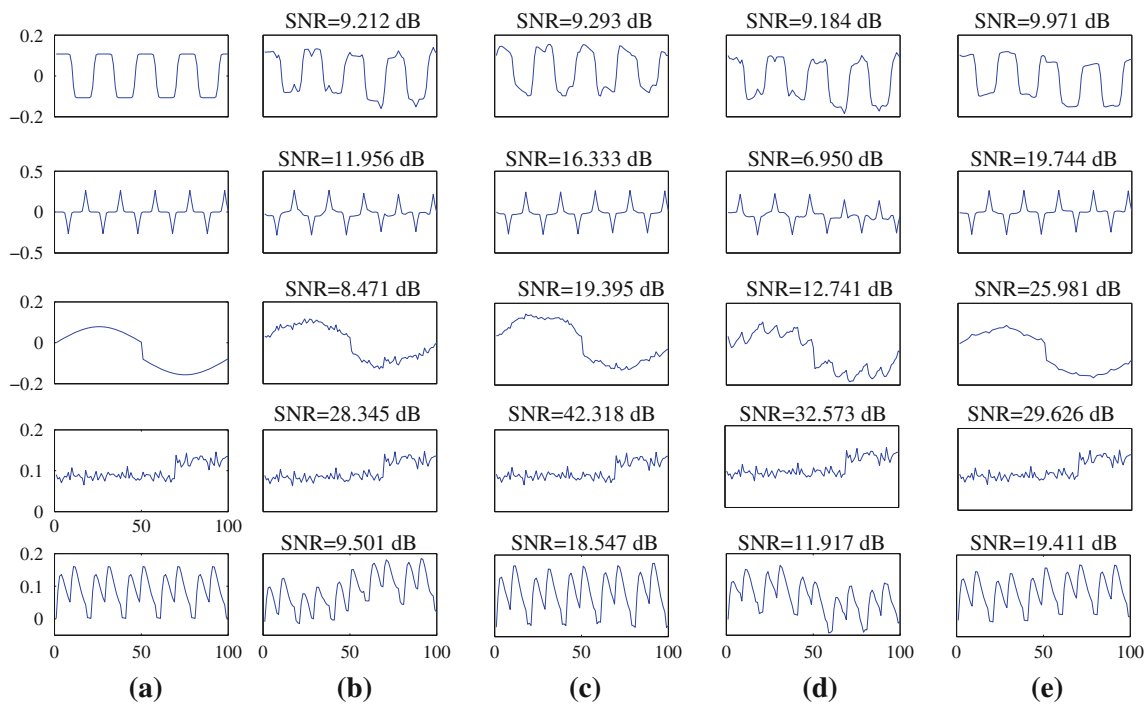 SNR=9.212 dB SNR=9.293 dB SNR=9.184 dB SNR=9.971 dB
0.2
0
−0.2
SNR=11.956 dB SNR=16.333 dB SNR=6.950 dB SNR=19.744 dB
0.5
0
−0.5
SNR=8.471 dB SNR=19.395 dB SNR=12.741 dB SNR=25.981 dB
0.2
0
−0.2
SNR=28.345 dB SNR=42.318 dB SNR=32.573 dB SNR=29.626 dB
0.2
0.1
0
0 50 100
SNR=9.501 dB SNR=18.547 dB SNR=11.917 dB SNR=19.411 dB
0.2
0.1
0
0 50 100 0 50 100 0 50 100 0 50 100
(a) (b) (c) (d) (e)